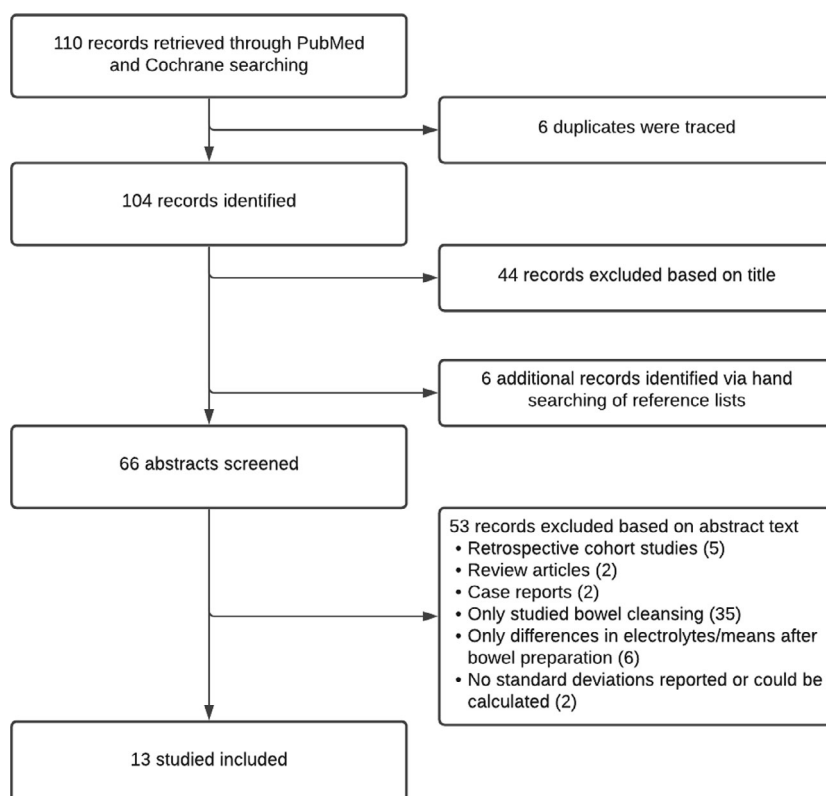 110 records retrieved through PubMed
and Cochrane searching
6 duplicates were traced
104 records identified
44 records excluded based on title
6 additional records identified via hand
searching of reference lists
66 abstracts screened
53 records excluded based on abstract text
• Retrospective cohort studies (5)
• Review articles (2)
• Case reports (2)
• Only studied bowel cleansing (35)
• Only differences in electrolytes/means after
bowel preparation (6)
• No standard deviations reported or could be
calculated (2)
13 studied included